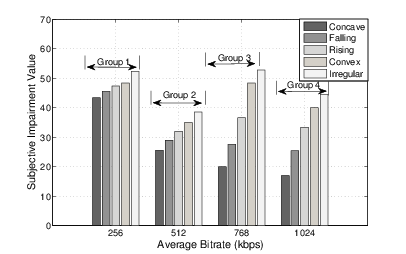 70
60
50
40
30
20
10
0
Subjective Impairment Value
Group 1
Group 2
Group 3
Group 4
Concave
Falling
Rising
Convex
Irregular
256 512 768 1024
Average Bitrate (kbps)